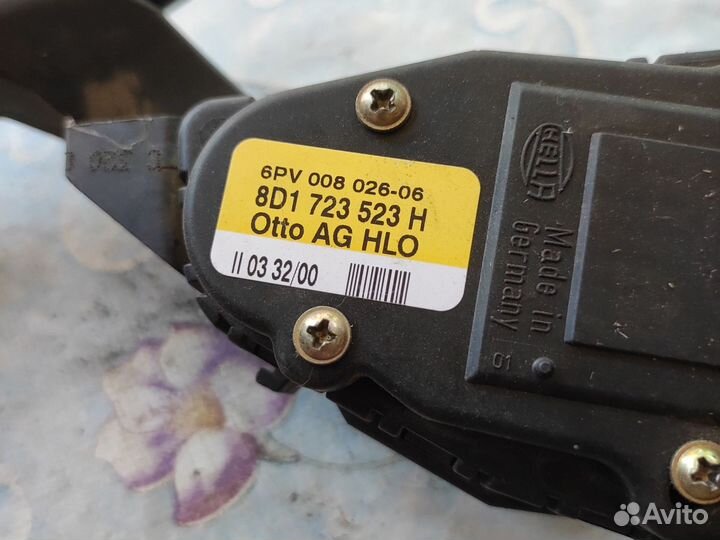 6PV 008 026-06
8D1 723 523 H
Otto AG HLO
II 03 32/00
HELLA
Made in
Germany
01
Avito